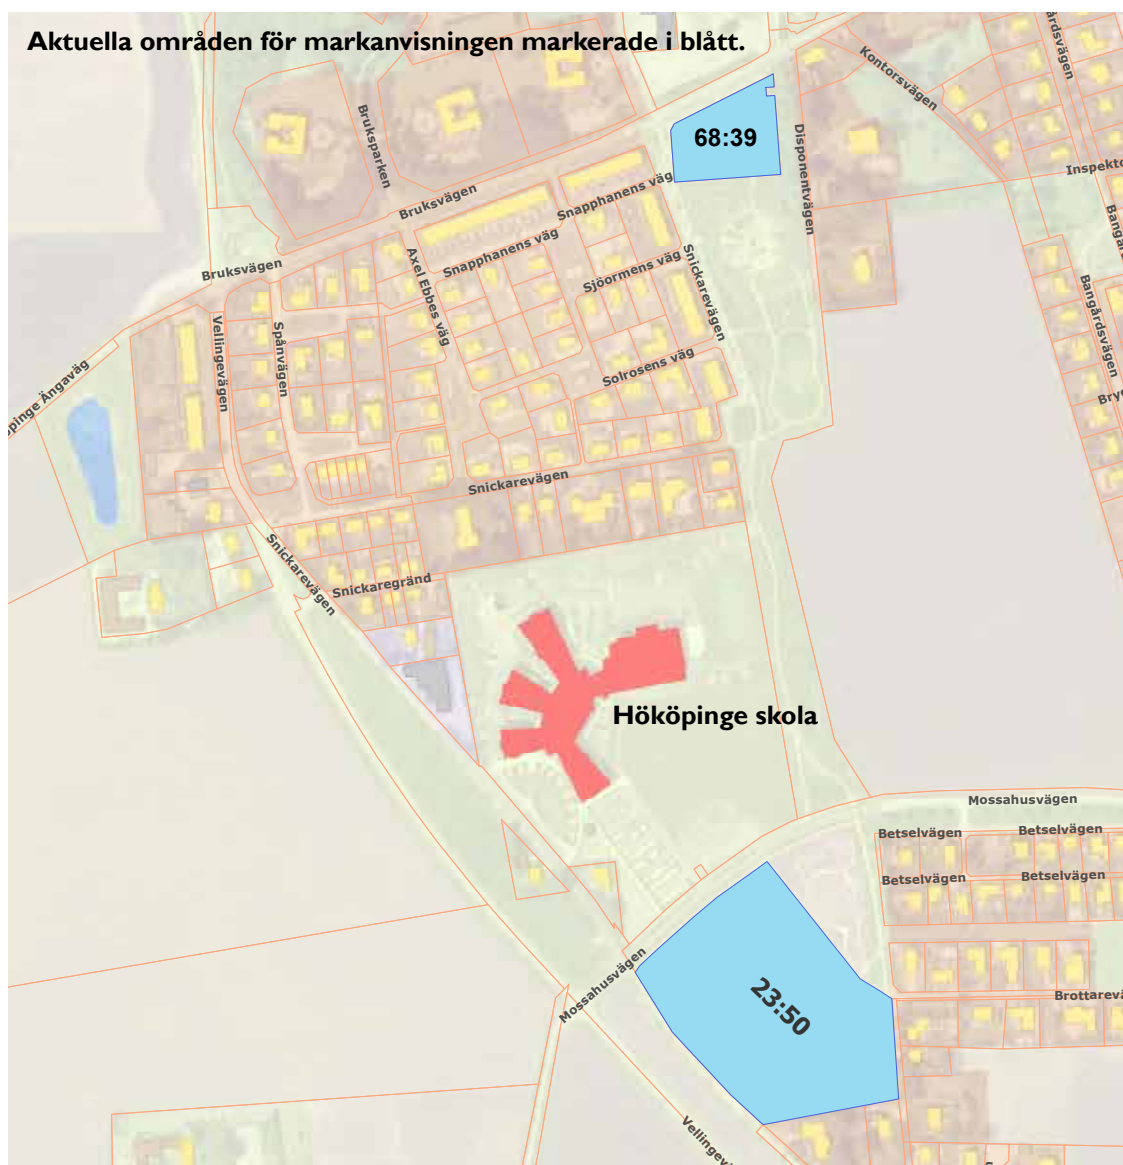 Aktuella områden för markanvisningen markerade i blått.
Kontorsvägen
Bruksparken
68:39
Disponentvägen
Bruksvägen
Snapphanens väg
Snapphanens väg
Axel Ebbes väg
Sjöormens väg
Snickarevägen
Bruksvägen
Bangårdsvägen
Vellingevägen
Spånvägen
Solrosens väg
Snickarevägen
Snickarevägen
Snickaregränd
Hököpinge skola
Mossahusvägen
Betselvägen
Betselvägen
Betselvägen
Betselvägen
Mossahusvägen
23:50